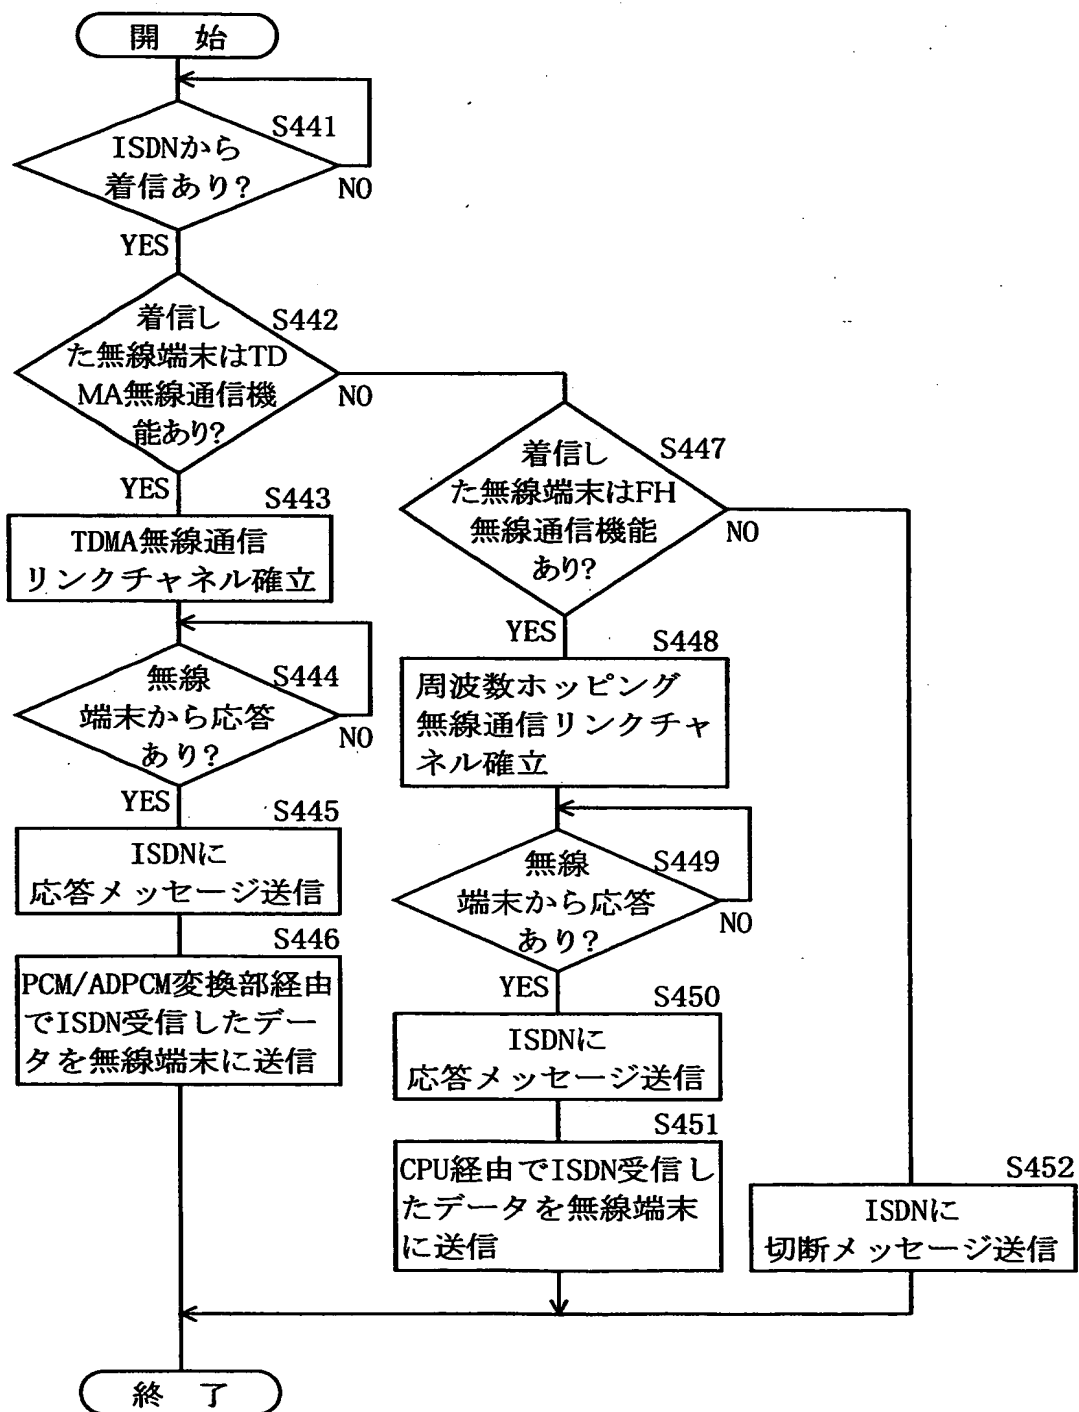 開 始
S441
ISDNから
着信あり?
NO
YES
S442
着信し
た無線端末はTD
MA無線通信機
能あり?
NO
YES
S443
TDMA無線通信
リンクチャネル確立
S444
無線
端末から応答
あり?
NO
YES
S445
ISDNに
応答メッセージ送信
S446
PCM/ADPCM変換部経由
でISDN受信したデー
タを無線端末に送信
S447
着信し
た無線端末はFH
無線通信機能
あり?
NO
YES
S448
周波数ホッピング
無線通信リンクチャ
ネル確立
S449
無線
端末から応答
あり?
NO
YES
S450
ISDNに
応答メッセージ送信
S451
CPU経由でISDN受信し
たデータを無線端末
に送信
S452
ISDNに
切断メッセージ送信
終 了